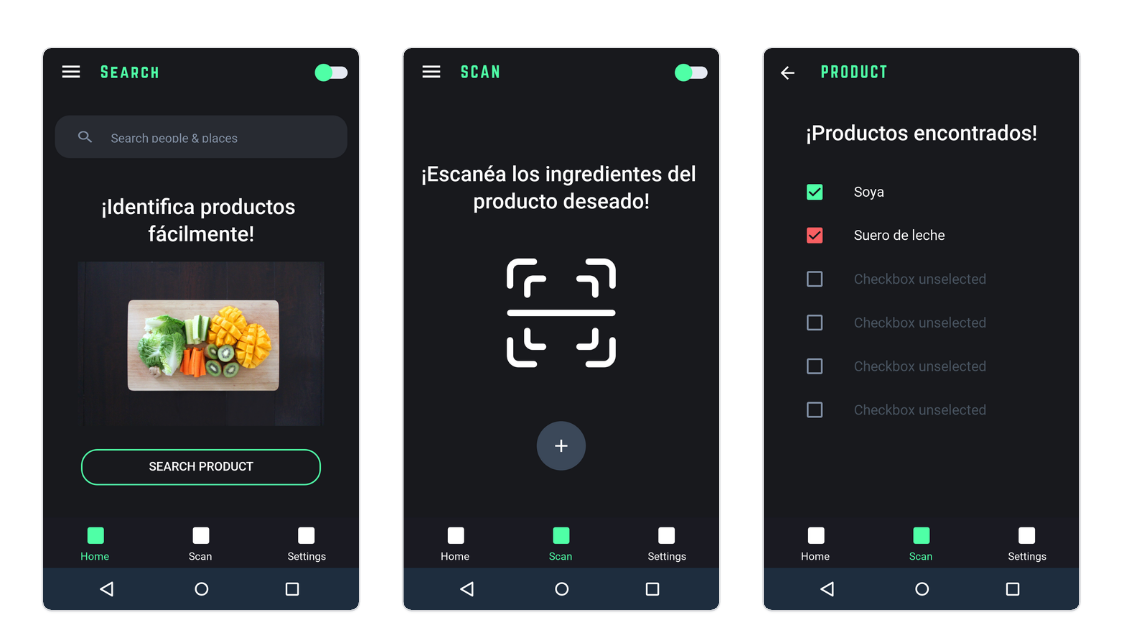 SEARCH
Search people & places
¡Identifica productos
fácilmente!
SEARCH PRODUCT
Home
Scan
Settings
SCAN
¡Escanéa los ingredientes del
producto deseado!
Home
Scan
Settings
PRODUCT
¡Productos encontrados!
Soya
Suero de leche
Checkbox unselected
Checkbox unselected
Checkbox unselected
Checkbox unselected
Home
Scan
Settings